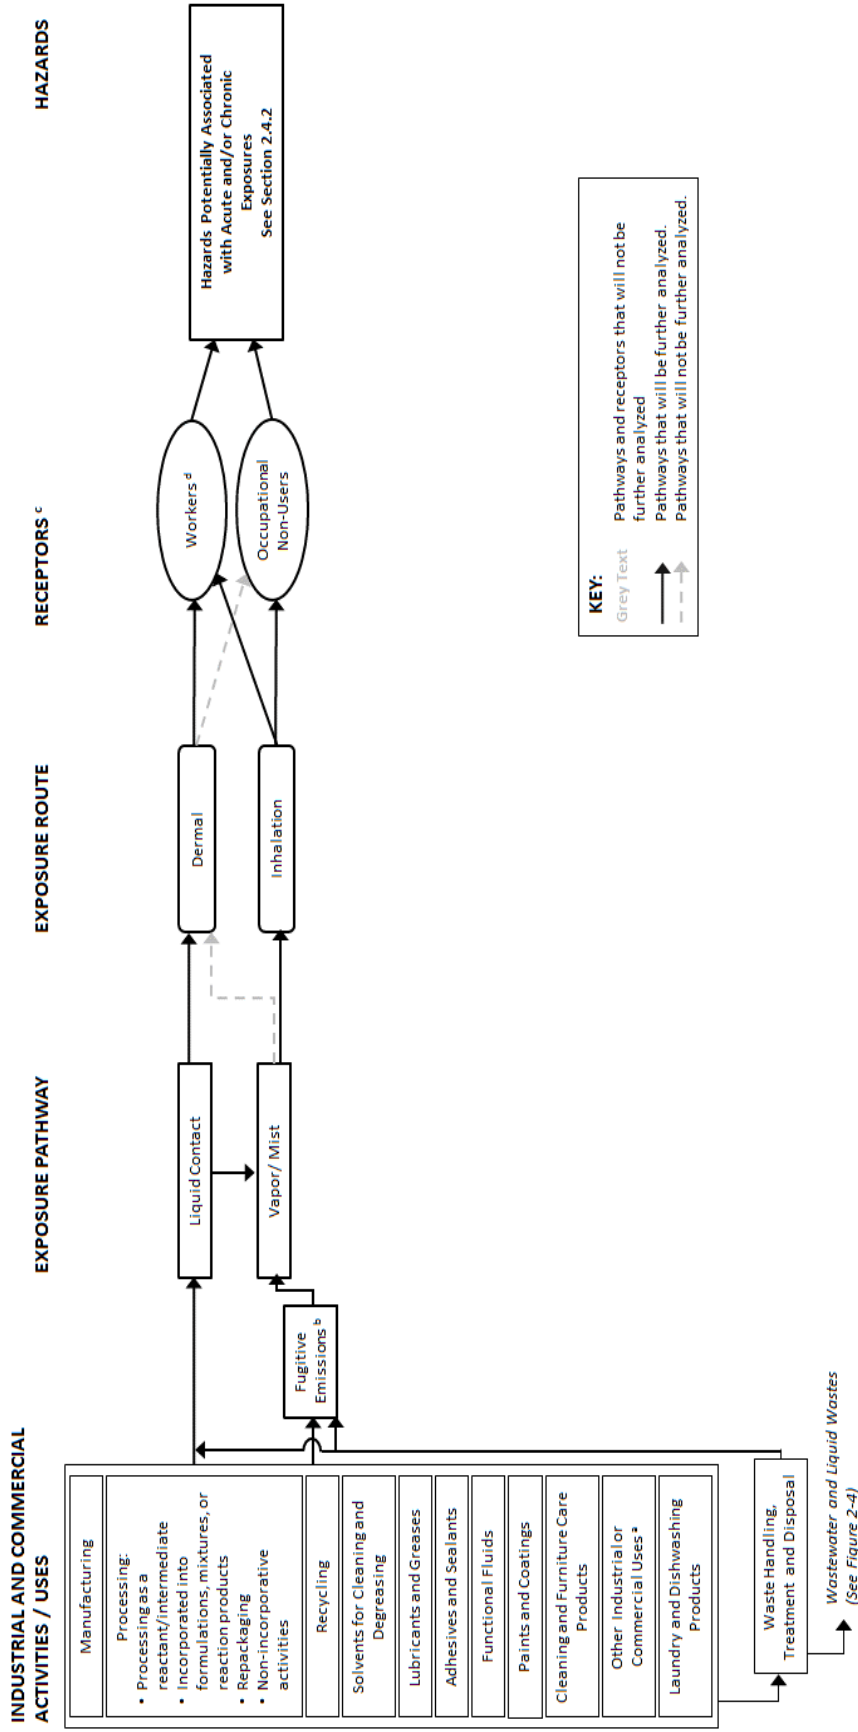 INDUSTRIAL AND COMMERCIAL
ACTIVITIES / USES
EXPOSURE PATHWAY
EXPOSURE ROUTE
RECEPTORS c
HAZARDS
Manufacturing
Processing:
• Processing as a
reactant/intermediate
• Incorporated into
formulations, mixtures, or
reaction products
• Repackaging
• Non-incorporative
activities
Recycling
Solvents for Cleaning and
Degreasing
Lubricants and Greases
Adhesives and Sealants
Functional Fluids
Paints and Coatings
Cleaning and Furniture Care
Products
Other Industrial or
Commercial Uses a
Laundry and Dishwashing
Products
Waste Handling,
Treatment and Disposal
Wastewater and Liquid Wastes
(See Figure 2-4)
Fugitive
Emissions b
Liquid Contact
Vapor/ Mist
Dermal
Inhalation
Workers d
Occupational
Non-Users
Hazards Potentially Associated
with Acute and/or Chronic
Exposures
See Section 2.4.2
KEY:
Grey Text
Pathways and receptors that will not be
further analyzed
Pathways that will be further analyzed.
Pathways that will not be further analyzed.